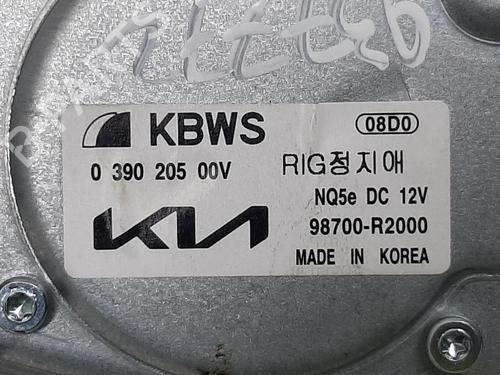 KBWS
08D0
0 390 205 00V
RIG정지애
NQ5e DC 12V
KIA
98700-R2000
MADE IN KOREA